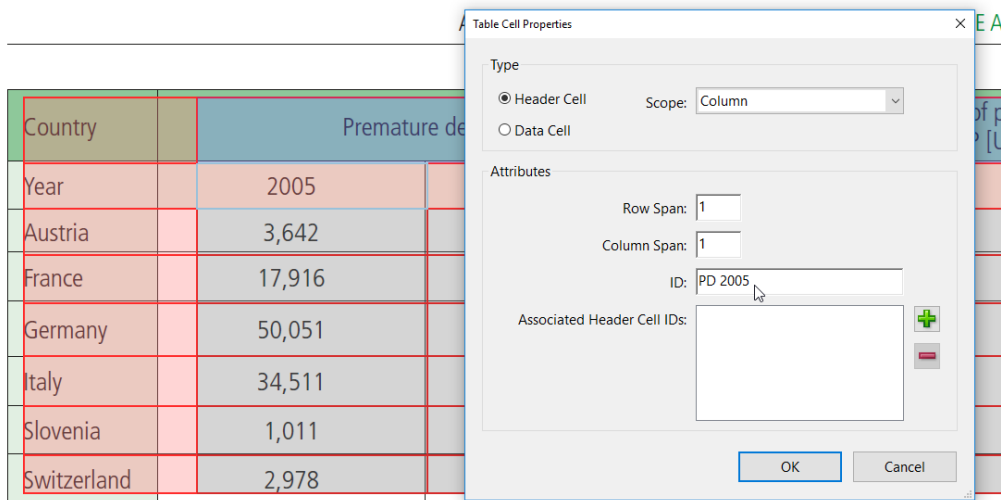 A
E A
Table Cell Properties
Type
Header Cell
Scope: Column
Data Cell
Attributes
Row Span: 1
Column Span: 1
ID: PD 2005
Associated Header Cell IDs:
OK
Cancel
Country
Premature de
of p
[U
Year
2005
Austria
3,642
France
17,916
Germany
50,051
Italy
34,511
Slovenia
1,011
Switzerland
2,978